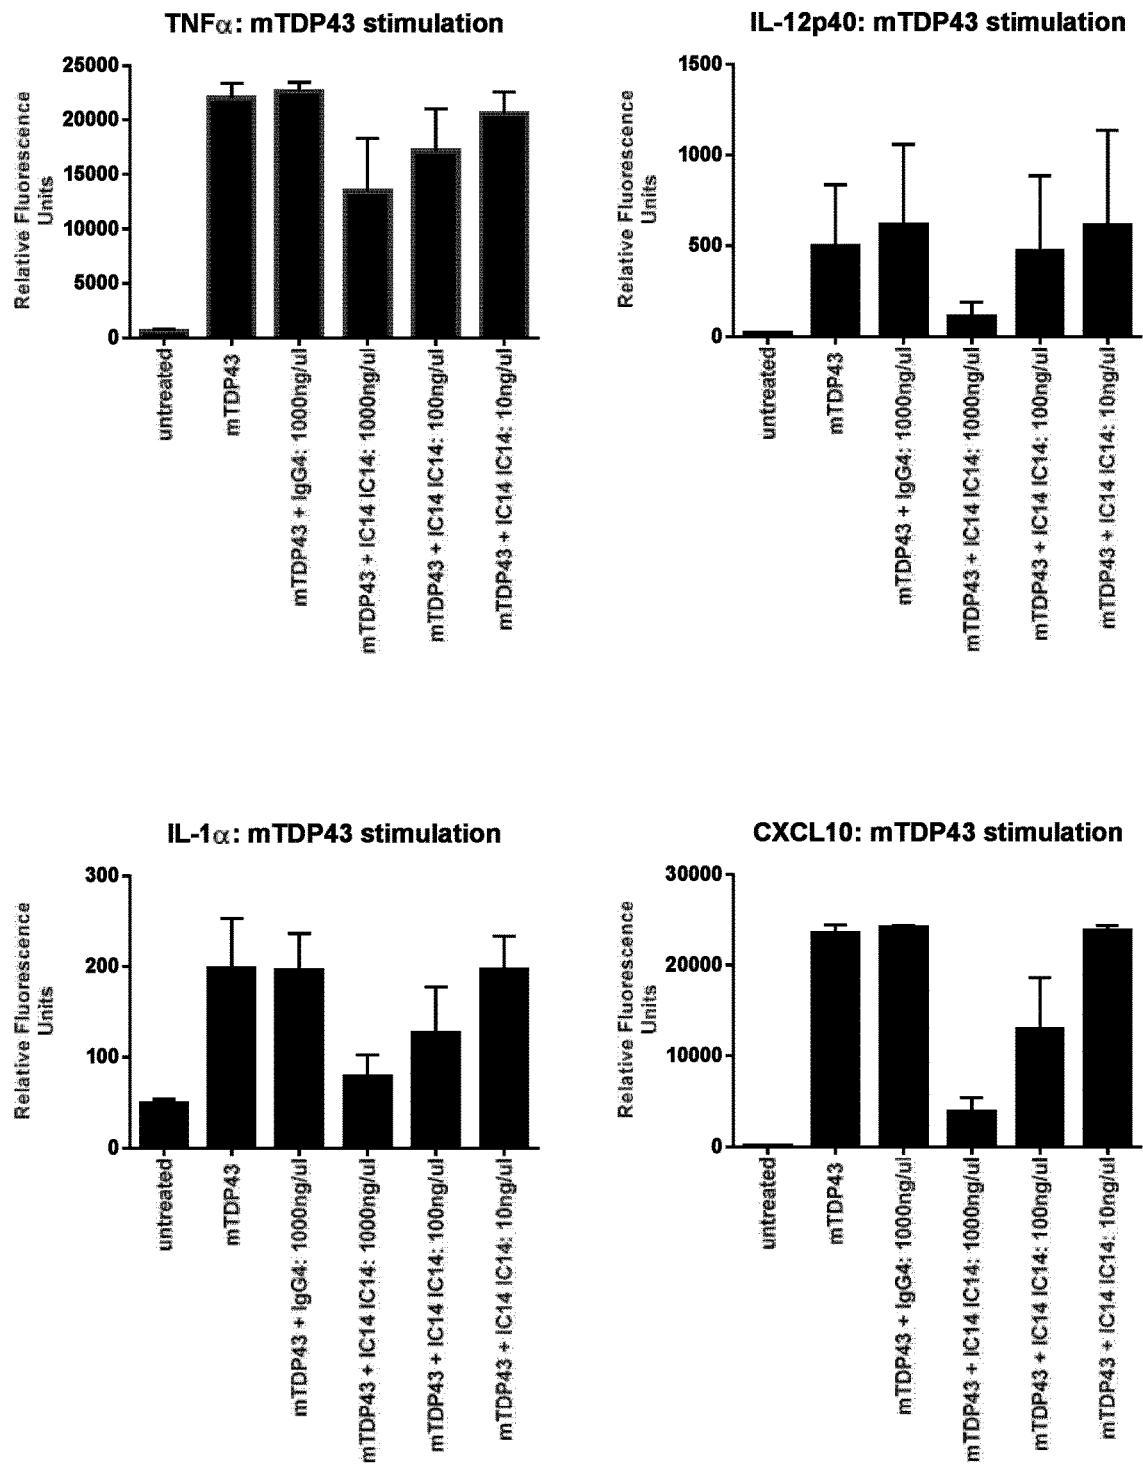 TNFα: mTDP43 stimulation
Relative Fluorescence
Units
25000
20000
15000
10000
5000
0
untreated
mTDP43
mTDP43 + IgG4: 1000ng/ul
mTDP43 + IC14 IC14: 1000ng/ul
mTDP43 + IC14 IC14: 100ng/ul
mTDP43 + IC14 IC14: 10ng/ul
IL-12p40: mTDP43 stimulation
Relative Fluorescence
Units
1500
1000
500
0
untreated
mTDP43
mTDP43 + IgG4: 1000ng/ul
mTDP43 + IC14 IC14: 1000ng/ul
mTDP43 + IC14 IC14: 100ng/ul
mTDP43 + IC14 IC14: 10ng/ul
IL-1α: mTDP43 stimulation
Relative Fluorescence
Units
300
200
100
0
untreated
mTDP43
mTDP43 + IgG4: 1000ng/ul
mTDP43 + IC14 IC14: 1000ng/ul
mTDP43 + IC14 IC14: 100ng/ul
mTDP43 + IC14 IC14: 10ng/ul
CXCL10: mTDP43 stimulation
Relative Fluorescence
Units
30000
20000
10000
0
untreated
mTDP43
mTDP43 + IgG4: 1000ng/ul
mTDP43 + IC14 IC14: 1000ng/ul
mTDP43 + IC14 IC14: 100ng/ul
mTDP43 + IC14 IC14: 10ng/ul